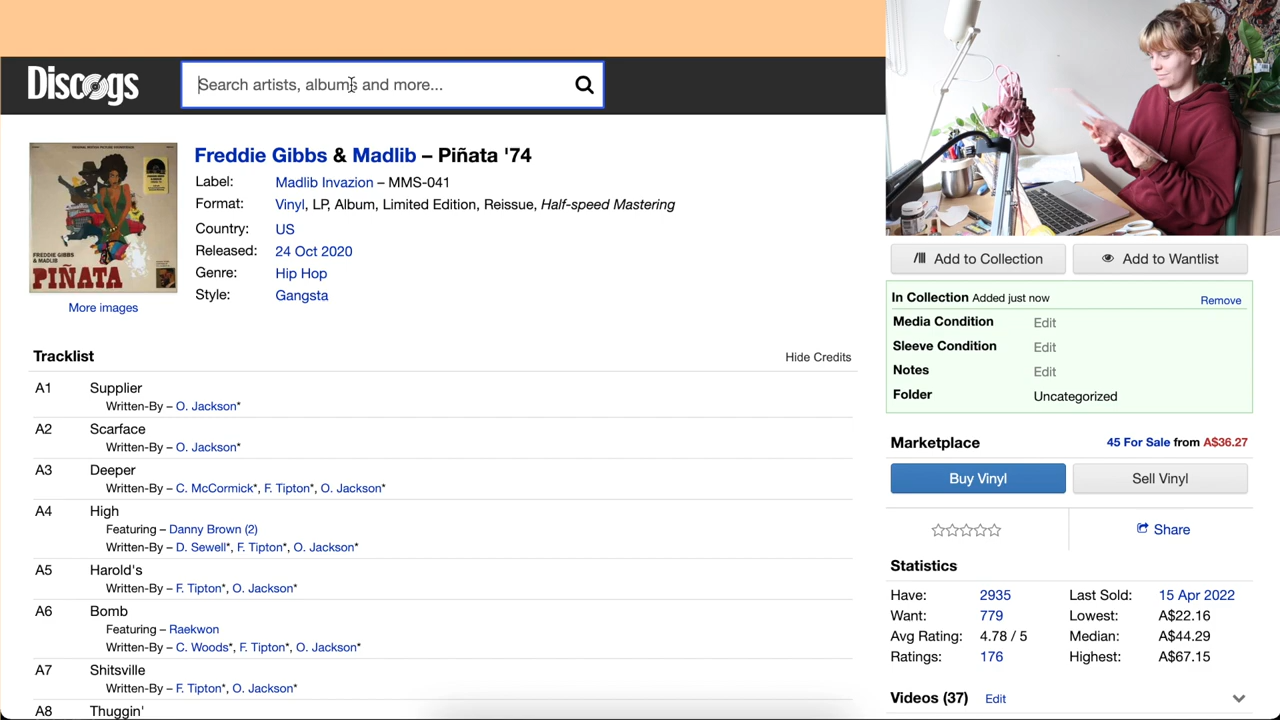 Discogs
Search artists, albums and more...
Freddie Gibbs & Madlib – Piñata '74
Label: Madlib Invazion – MMS-041
Format: Vinyl, LP, Album, Limited Edition, Reissue, Half-speed Mastering
Country: US
Released: 24 Oct 2020
Genre: Hip Hop
Style: Gangsta
FREDDIE GIBBS
& MADLIB
PIÑATA
More images
Tracklist
Hide Credits
A1 Supplier
Written-By – O. Jackson*
A2 Scarface
Written-By – O. Jackson*
A3 Deeper
Written-By – C. McCormick*, F. Tipton*, O. Jackson*
A4 High
Featuring – Danny Brown (2)
Written-By – D. Sewell*, F. Tipton*, O. Jackson*
A5 Harold's
Written-By – F. Tipton*, O. Jackson*
A6 Bomb
Featuring – Raekwon
Written-By – C. Woods*, F. Tipton*, O. Jackson*
A7 Shitsville
Written-By – F. Tipton*, O. Jackson*
A8 Thuggin'
Add to Collection
Add to Wantlist
In Collection Added just now Remove
Media Condition Edit
Sleeve Condition Edit
Notes Edit
Folder Uncategorized
Marketplace 45 For Sale from A$36.27
Buy Vinyl
Sell Vinyl
Share
Statistics
Have: 2935 Last Sold: 15 Apr 2022
Want: 779 Lowest: A$22.16
Avg Rating: 4.78 / 5 Median: A$44.29
Ratings: 176 Highest: A$67.15
Videos (37) Edit